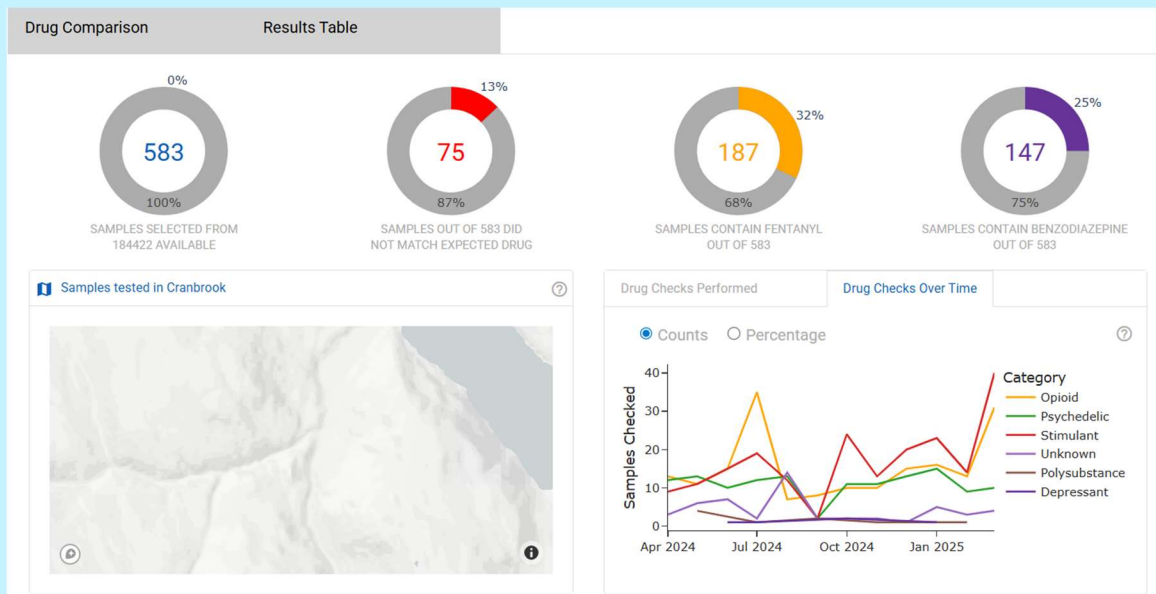 Drug Comparison
Results Table
0%
583
100%
SAMPLES SELECTED FROM
184422 AVAILABLE
13%
75
87%
SAMPLES OUT OF 583 DID
NOT MATCH EXPECTED DRUG
32%
187
68%
SAMPLES CONTAIN FENTANYL
OUT OF 583
25%
147
75%
SAMPLES CONTAIN BENZODIAZEPINE
OUT OF 583
Samples tested in Cranbrook
?
i
Drug Checks Performed
Drug Checks Over Time
Counts
Percentage
?
Samples Checked
40
30
20
10
0
Apr 2024
Jul 2024
Oct 2024
Jan 2025
Category
Opioid
Psychedelic
Stimulant
Unknown
Polysubstance
Depressant